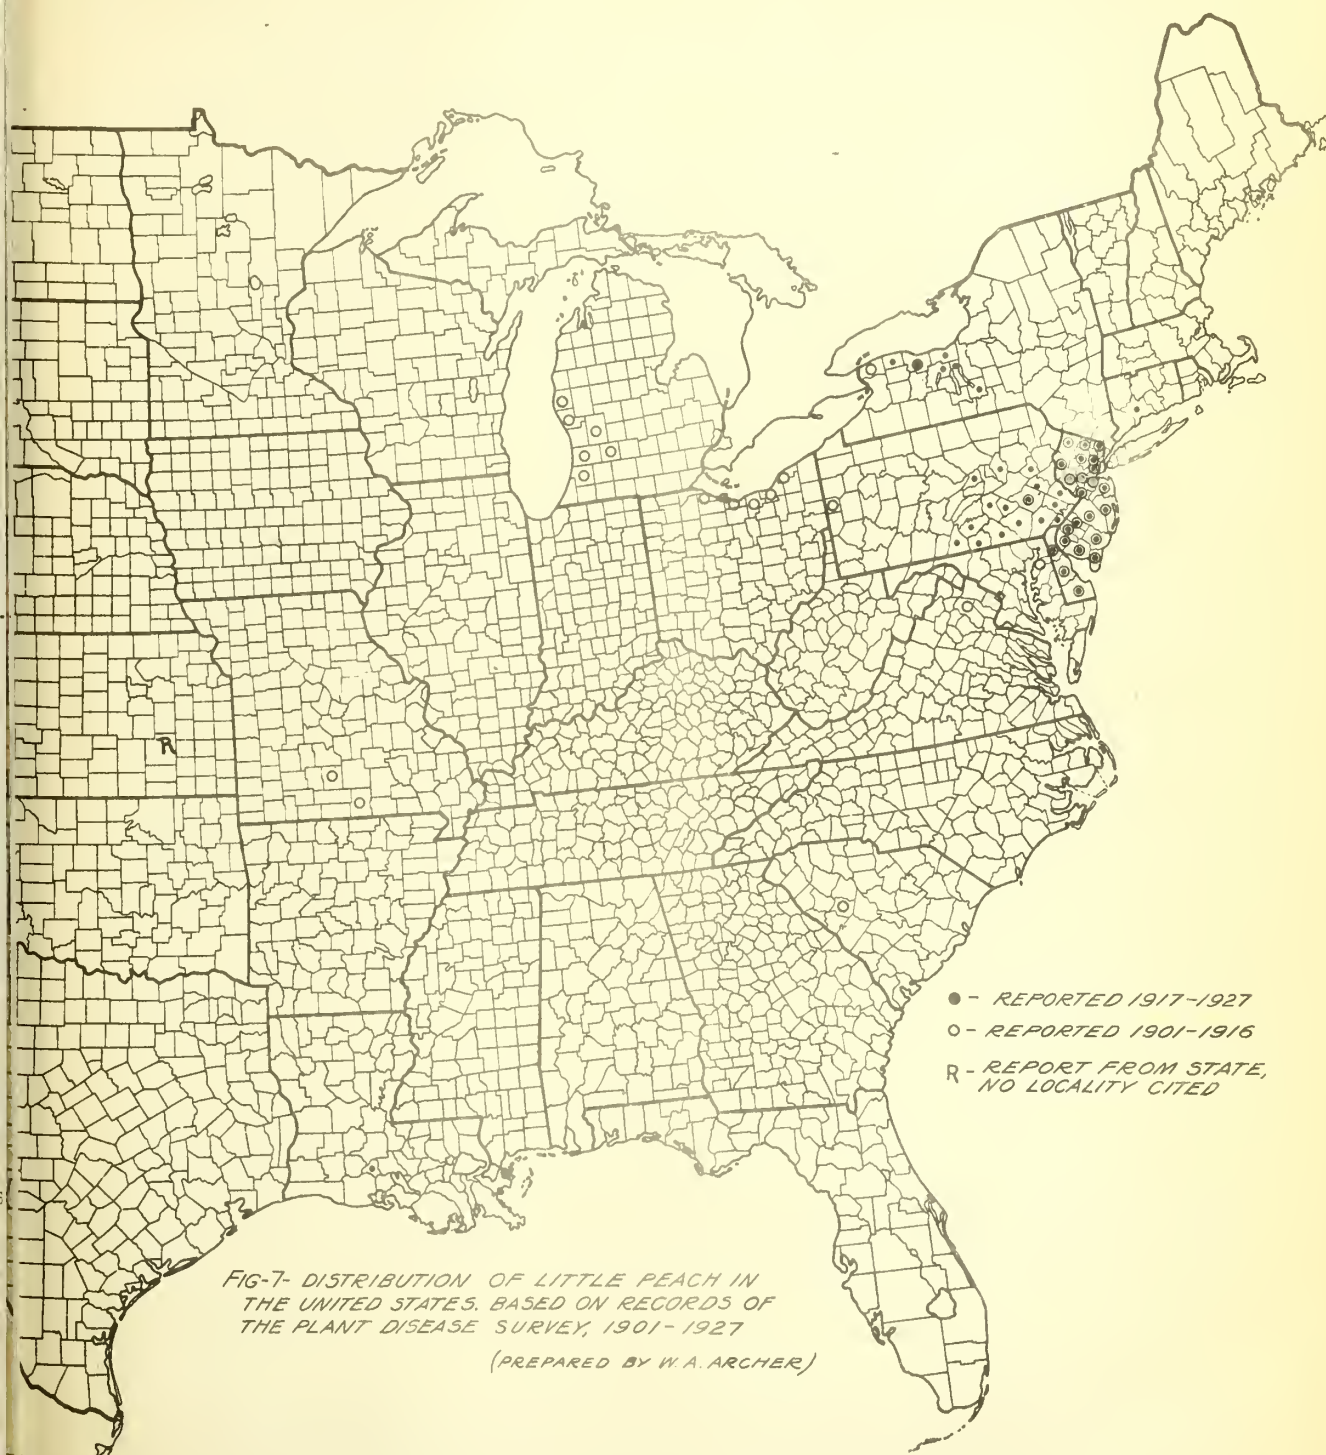 R
● - REPORTED 1917-1927
○ - REPORTED 1901-1916
R - REPORT FROM STATE,
NO LOCALITY CITED
FIG-7- DISTRIBUTION OF LITTLE PEACH IN
THE UNITED STATES. BASED ON RECORDS OF
THE PLANT DISEASE SURVEY, 1901-1927
(PREPARED BY W.A. ARCHER)